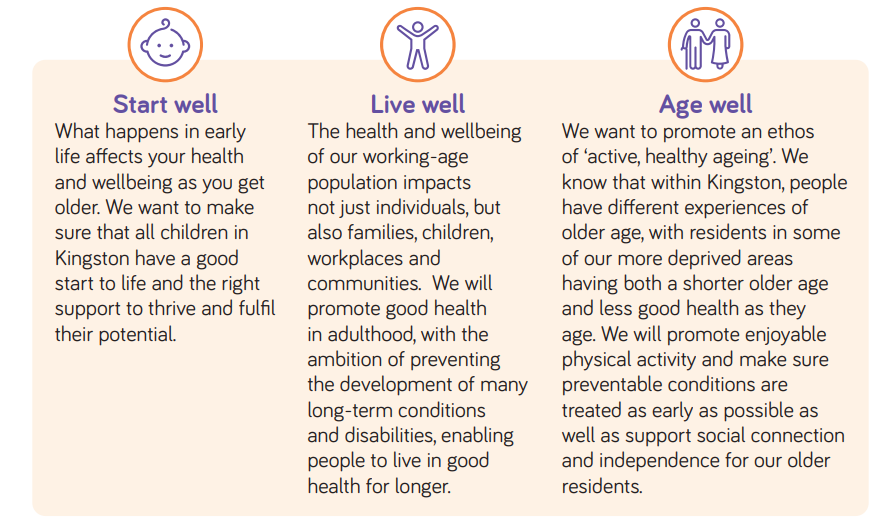 Start well
What happens in early
life affects your health
and wellbeing as you get
older. We want to make
sure that all children in
Kingston have a good
start to life and the right
support to thrive and fulfil
their potential.
Live well
The health and wellbeing
of our working-age
population impacts
not just individuals, but
also families, children,
workplaces and
communities.  We will
promote good health
in adulthood, with the
ambition of preventing
the development of many
long-term conditions
and disabilities, enabling
people to live in good
health for longer.
Age well
We want to promote an ethos
of ‘active, healthy ageing’. We
know that within Kingston, people
have different experiences of
older age, with residents in some
of our more deprived areas
having both a shorter older age
and less good health as they
age. We will promote enjoyable
physical activity and make sure
preventable conditions are
treated as early as possible as
well as support social connection
and independence for our older
residents.